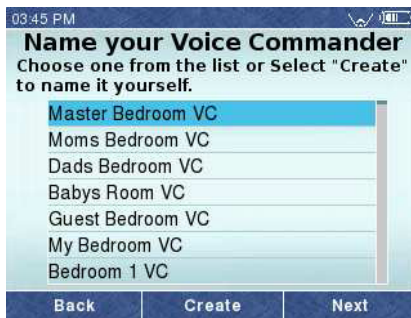 03:45 PM
Name your Voice Commander
Choose one from the list or Select "Create"
to name it yourself.
Master Bedroom VC
Moms Bedroom VC
Dads Bedroom VC
Babys Room VC
Guest Bedroom VC
My Bedroom VC
Bedroom 1 VC
Back Create Next